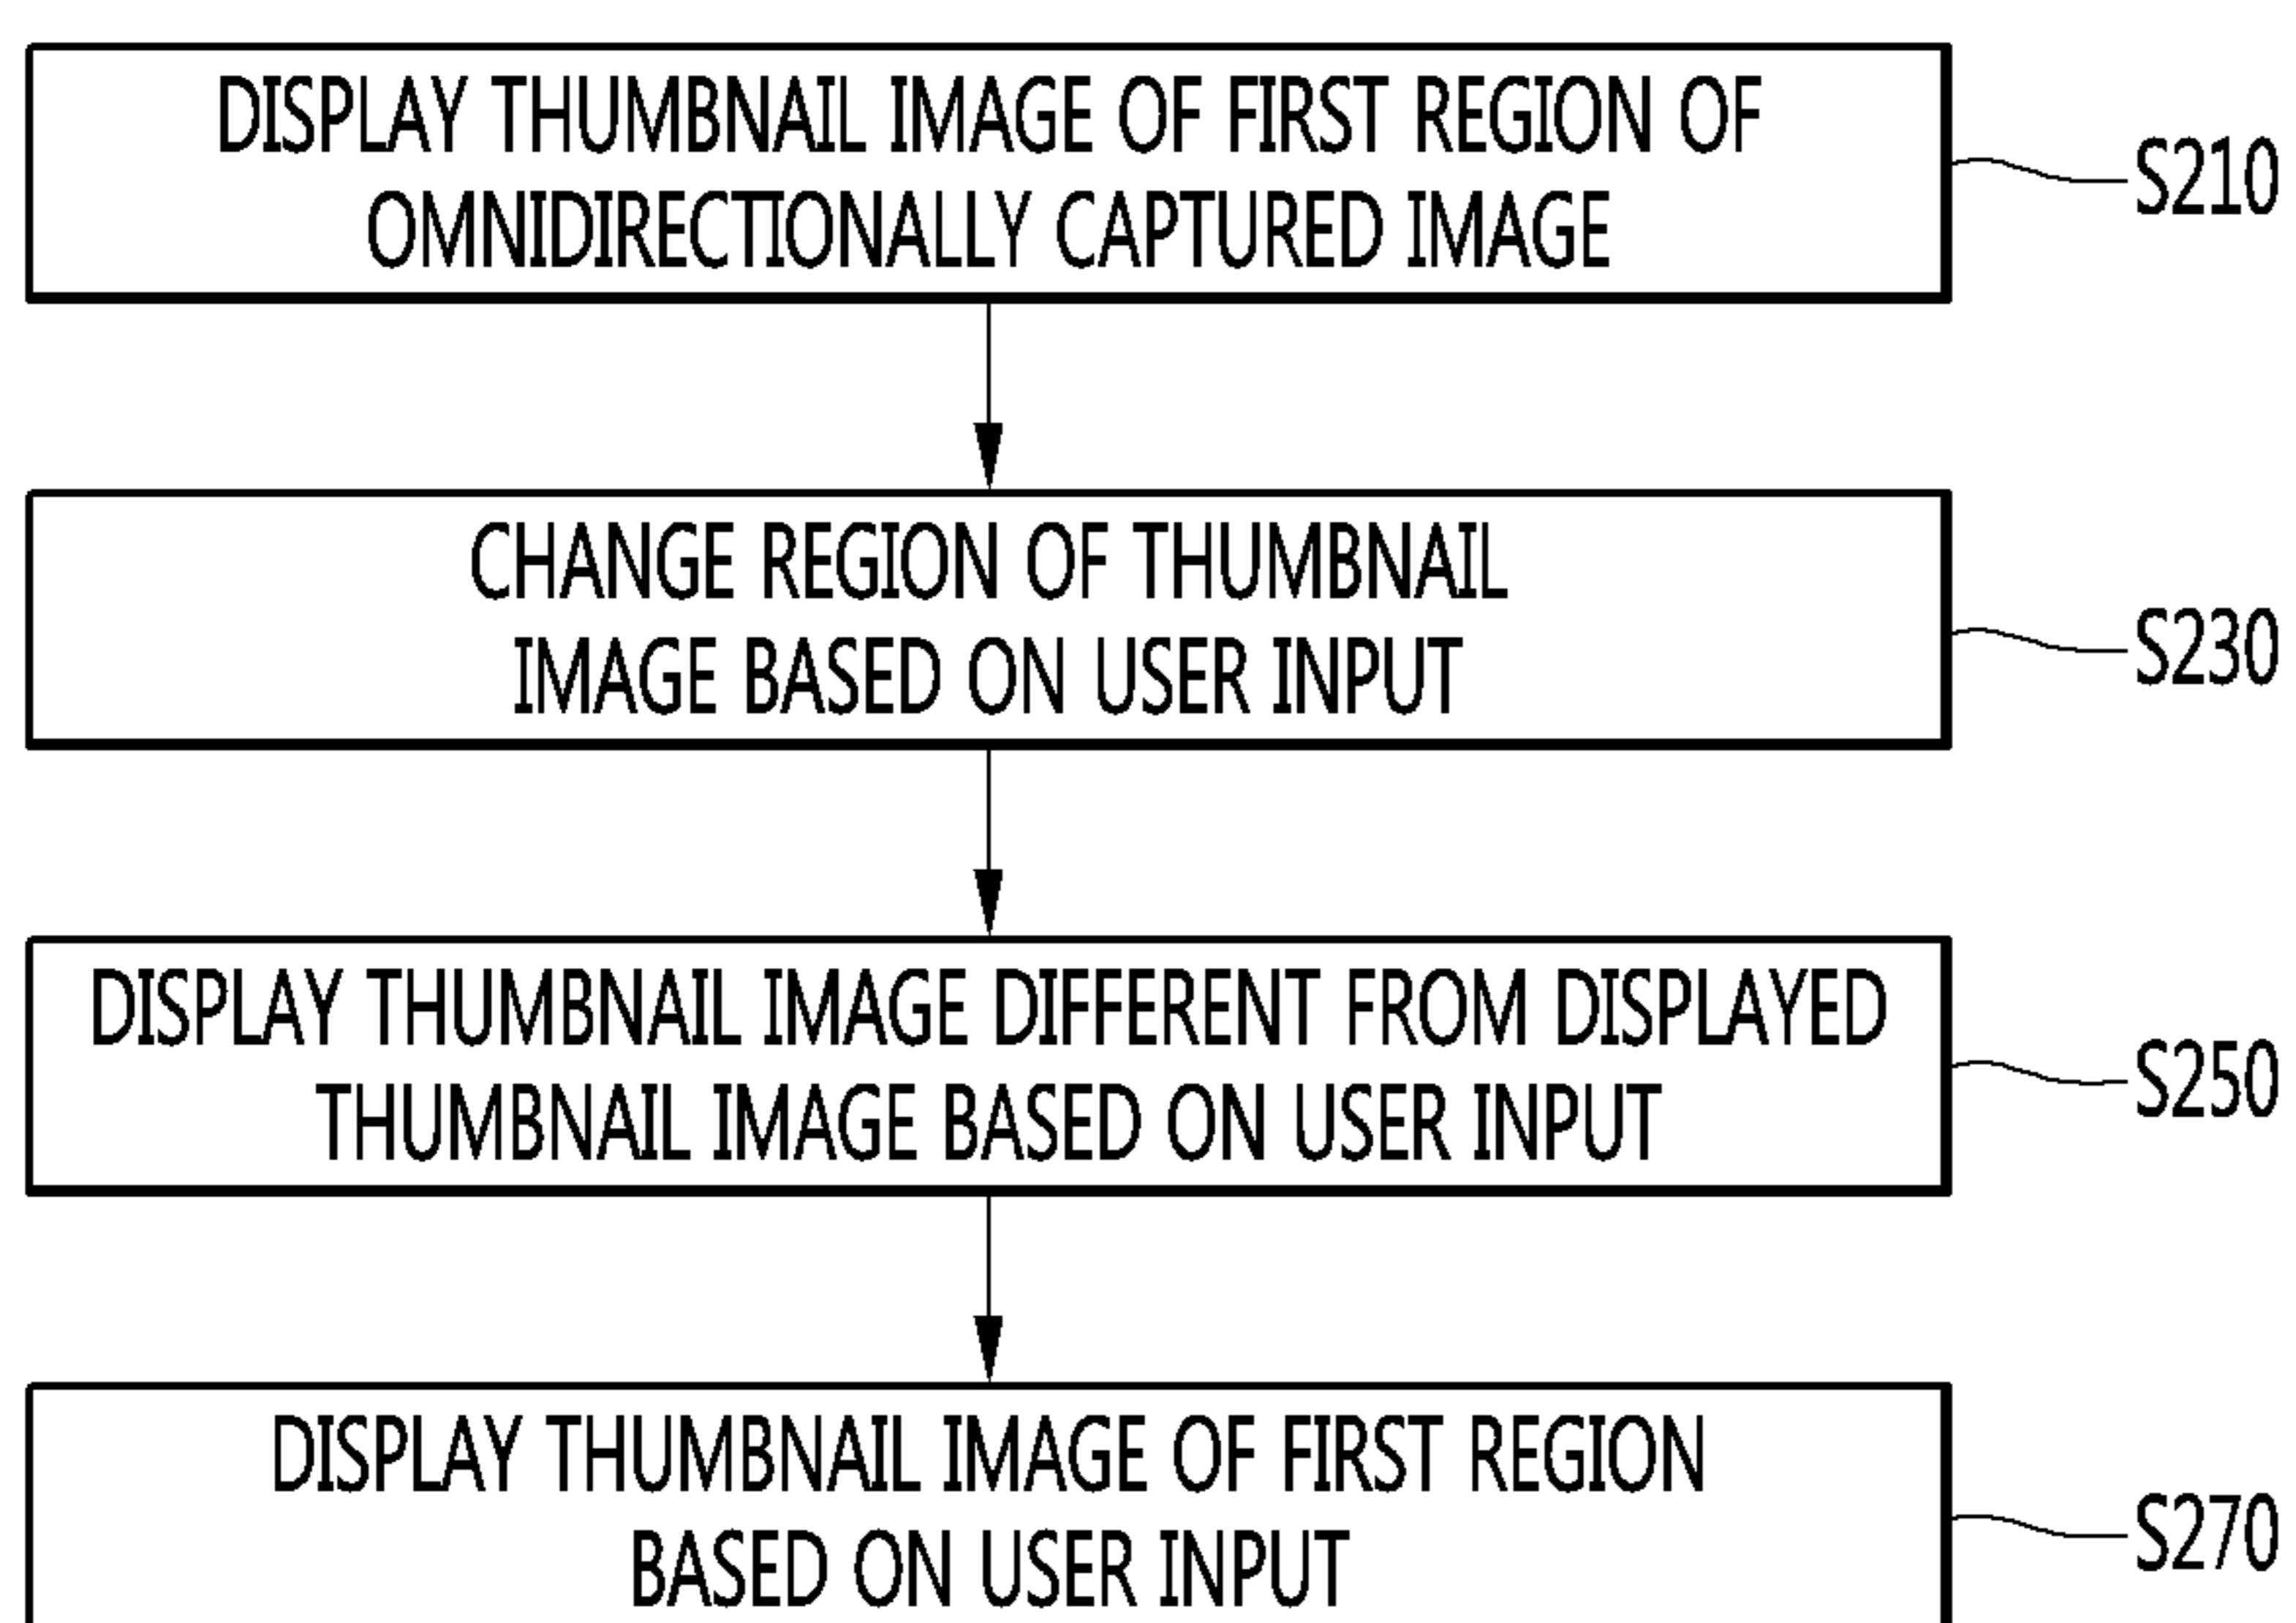 DISPLAY THUMBNAIL IMAGE OF FIRST REGION OF
OMNIDIRECTIONALLY CAPTURED IMAGE
S210
CHANGE REGION OF THUMBNAIL
IMAGE BASED ON USER INPUT
S230
DISPLAY THUMBNAIL IMAGE DIFFERENT FROM DISPLAYED
THUMBNAIL IMAGE BASED ON USER INPUT
S250
DISPLAY THUMBNAIL IMAGE OF FIRST REGION
BASED ON USER INPUT
S270